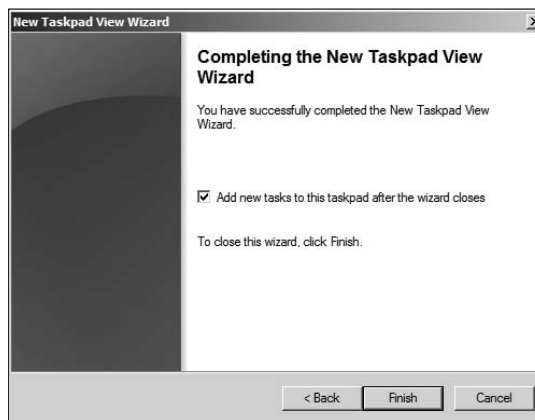 New Taskpad View Wizard
Completing the New Taskpad View
Wizard
You have successfully completed the New Taskpad View
Wizard.
Add new tasks to this taskpad after the wizard closes
To close this wizard, click Finish.
< Back
Finish
Cancel